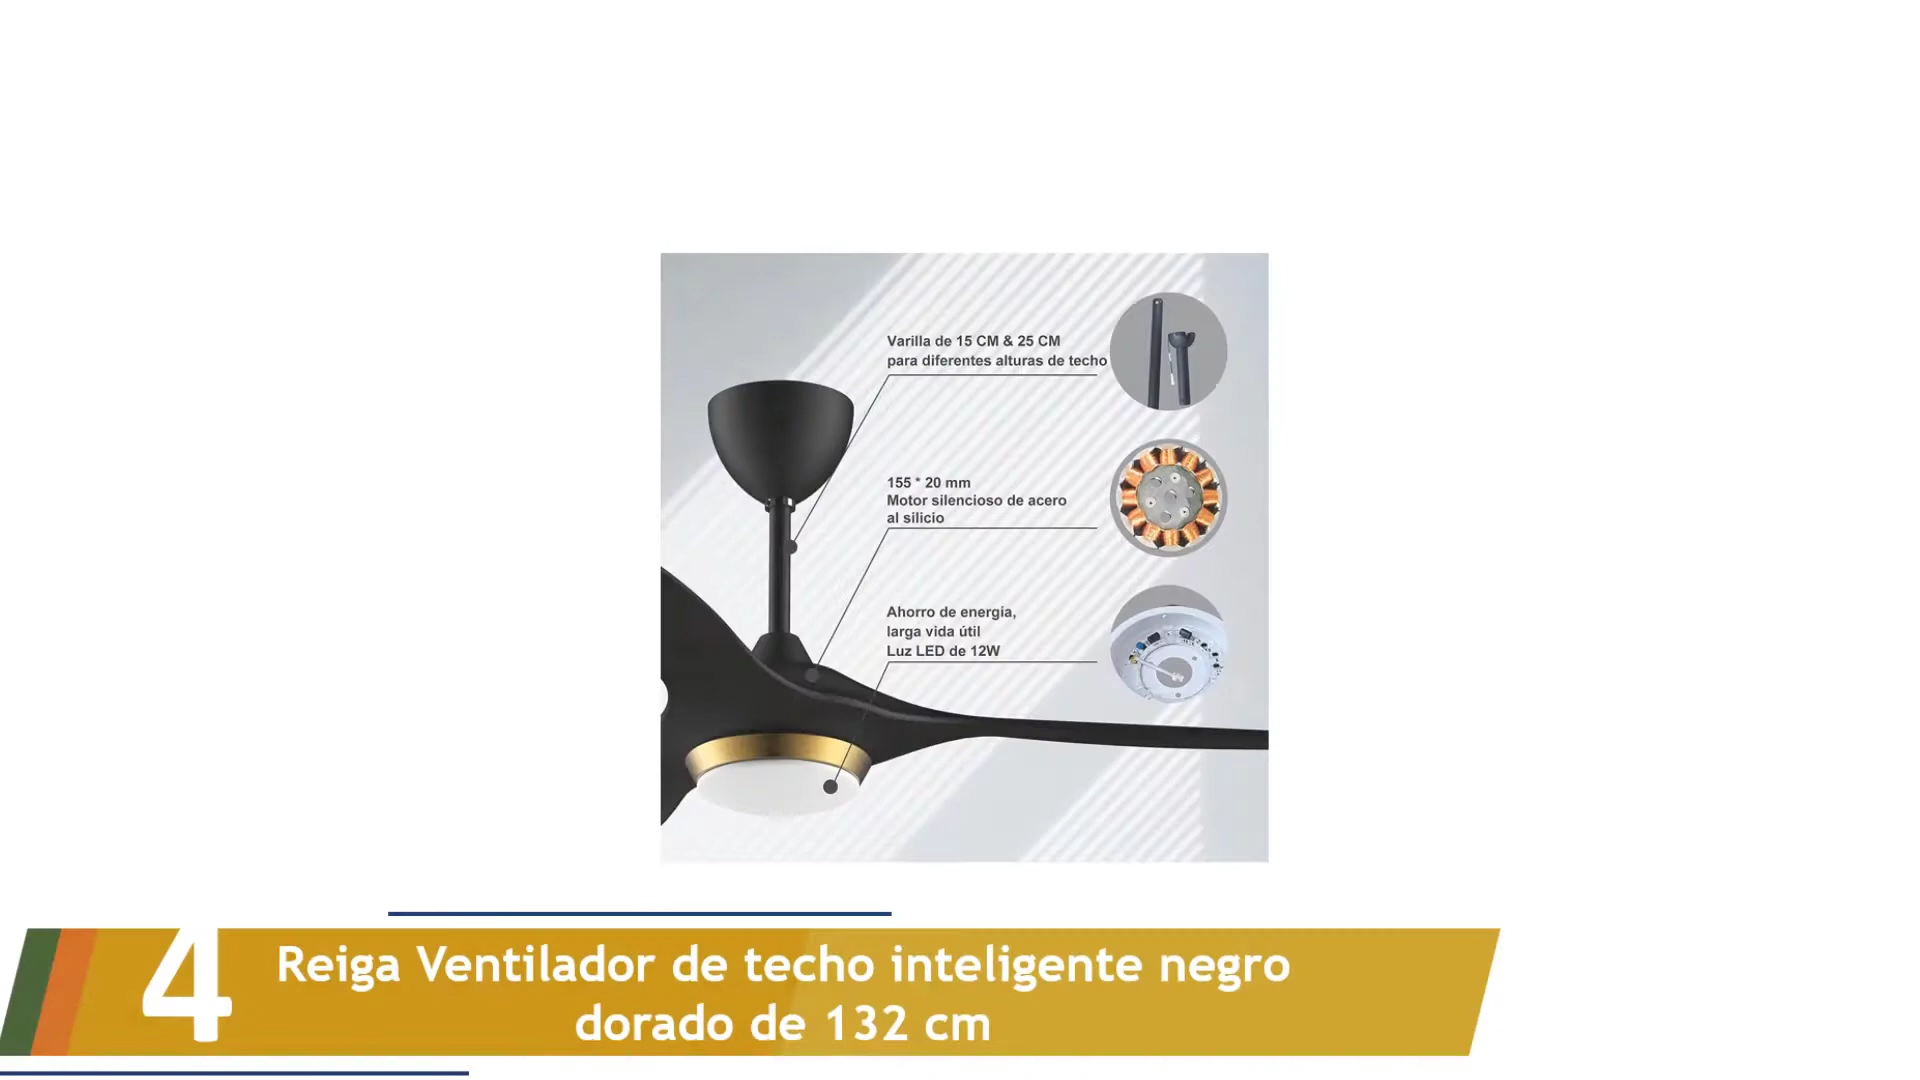 Varilla de 15 CM & 25 CM
para diferentes alturas de techo
155 * 20 mm
Motor silencioso de acero
al silicio
Ahorro de energía,
larga vida útil
Luz LED de 12W
4
Reiga Ventilador de techo inteligente negro
dorado de 132 cm